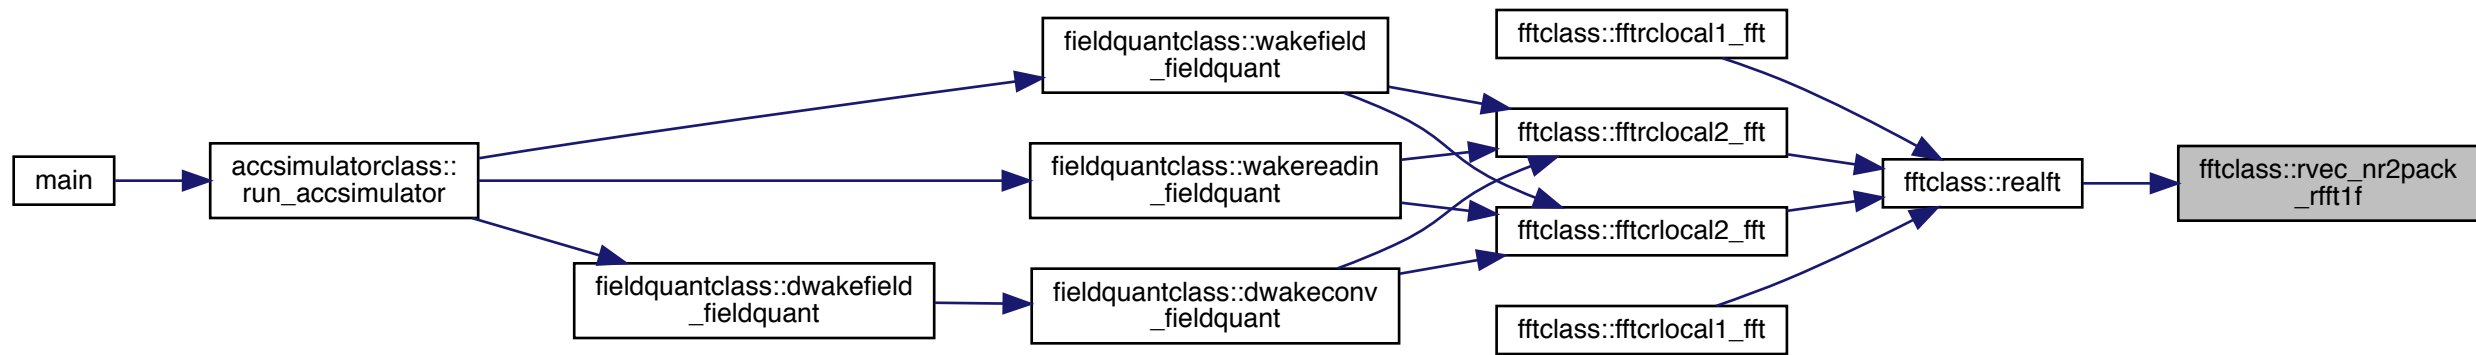 main
accsimulatorclass::
run_accsimulator
fieldquantclass::wakefield
_fieldquant
fieldquantclass::wakereadin
_fieldquant
fieldquantclass::dwakefield
_fieldquant
fieldquantclass::dwakeconv
_fieldquant
fftclass::fftrclocal1_fft
fftclass::fftrclocal2_fft
fftclass::fftcrlocal2_fft
fftclass::fftcrlocal1_fft
fftclass::realft
fftclass::rvec_nr2pack
_rfft1f